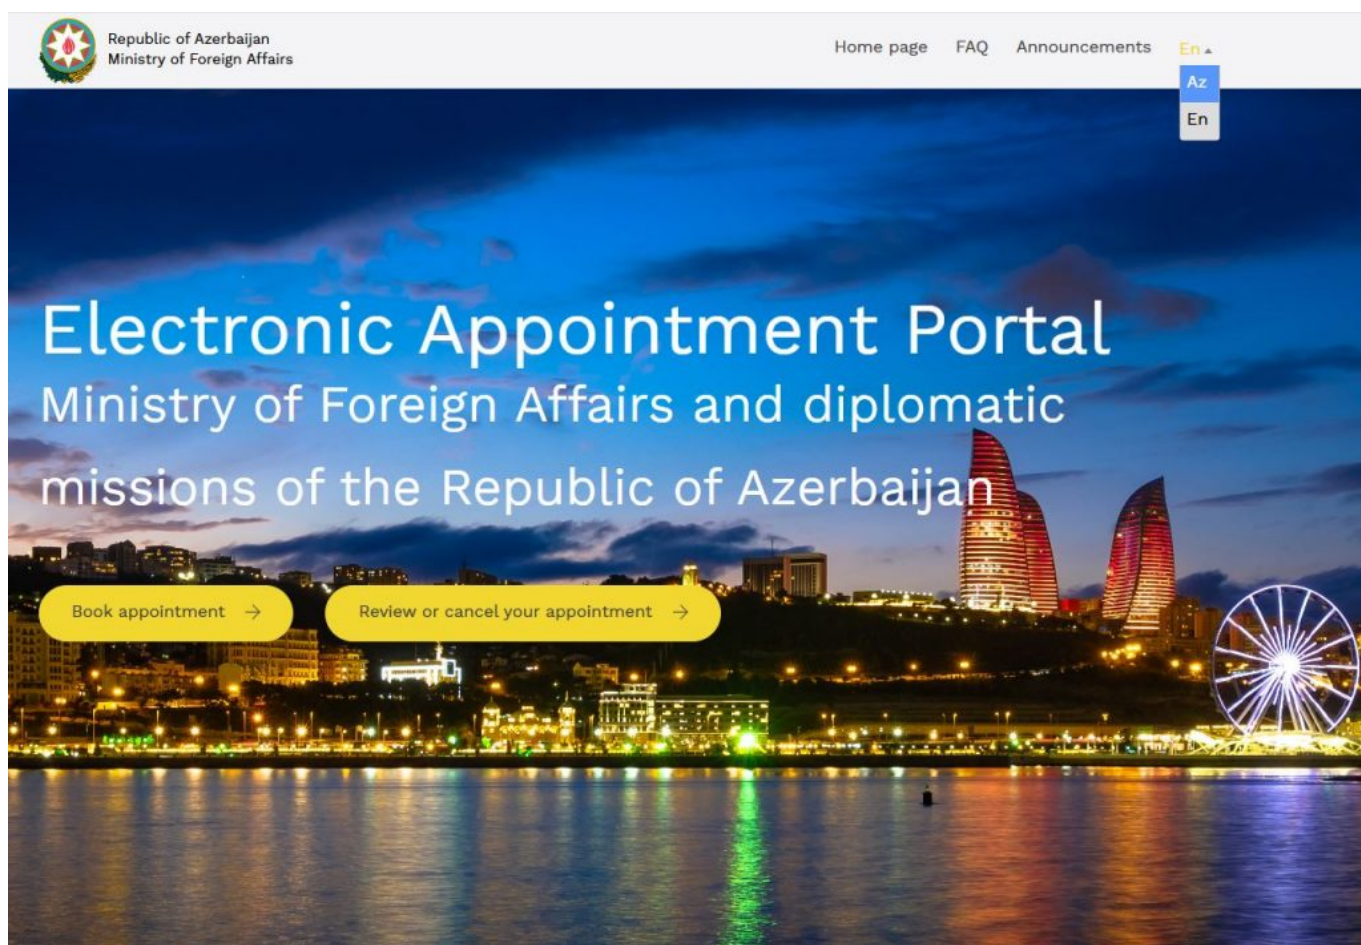 Republic of Azerbaijan
Ministry of Foreign Affairs
Home page FAQ Announcements En
Az
En
Electronic Appointment Portal
Ministry of Foreign Affairs and diplomatic
missions of the Republic of Azerbaijan
Book appointment → Review or cancel your appointment →